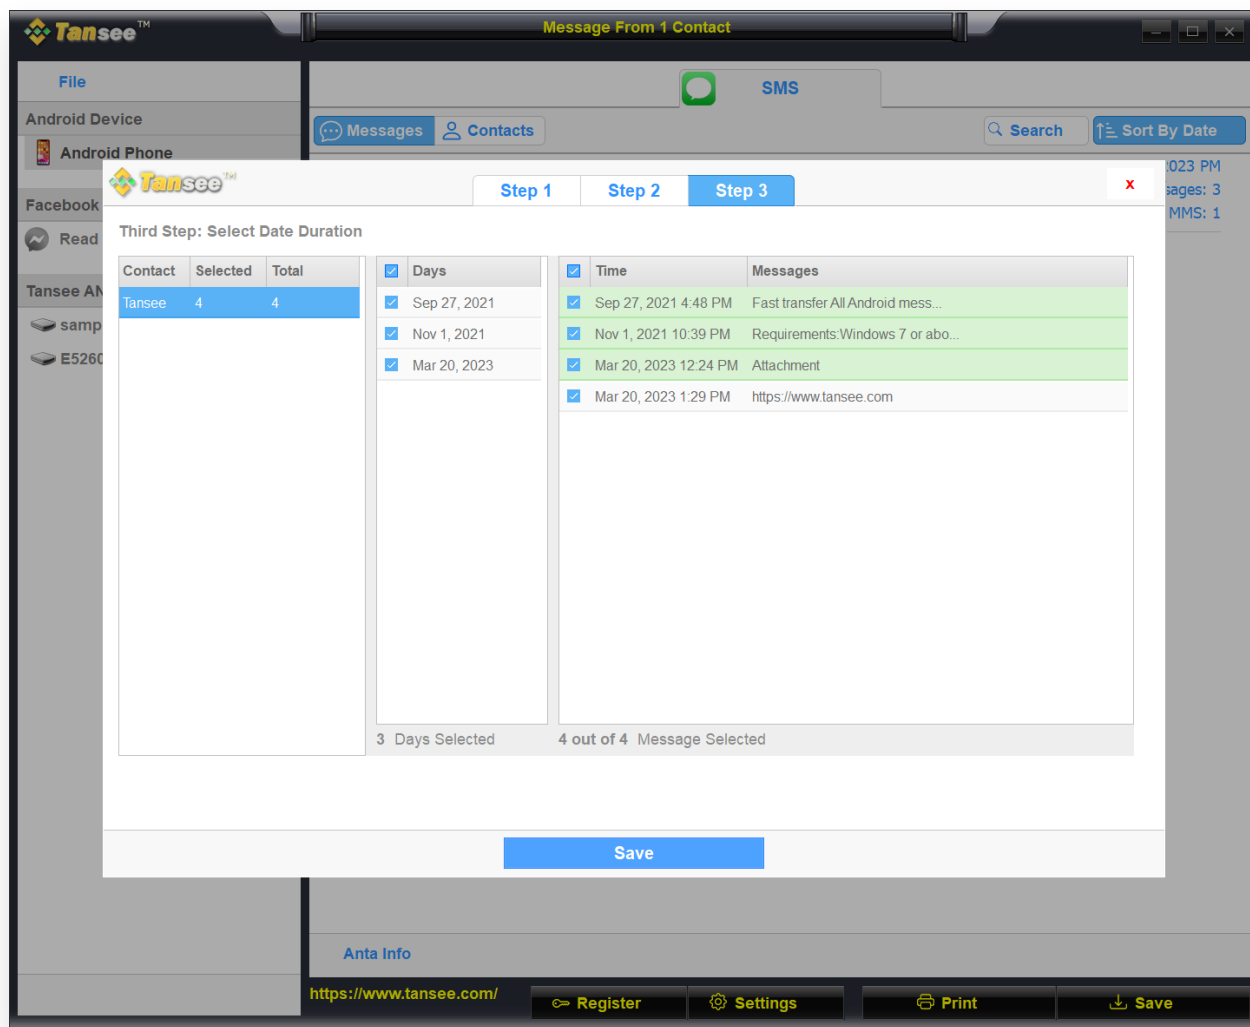 Tansee™
Message From 1 Contact
File
SMS
Android Device
Messages
Contacts
Search
Sort By Date
Android Phone
2023 PM
sages: 3
MMS: 1
Facebook
Read
Tansee AN
samp
E5260
Tansee™
Step 1
Step 2
Step 3
x
Third Step: Select Date Duration
Contact Selected Total
Tansee 4 4
Days
Sep 27, 2021
Nov 1, 2021
Mar 20, 2023
3 Days Selected
Time Messages
Sep 27, 2021 4:48 PM Fast transfer All Android mess...
Nov 1, 2021 10:39 PM Requirements:Windows 7 or abo...
Mar 20, 2023 12:24 PM Attachment
Mar 20, 2023 1:29 PM https://www.tansee.com
4 out of 4 Message Selected
Save
Anta Info
https://www.tansee.com/
Register
Settings
Print
Save